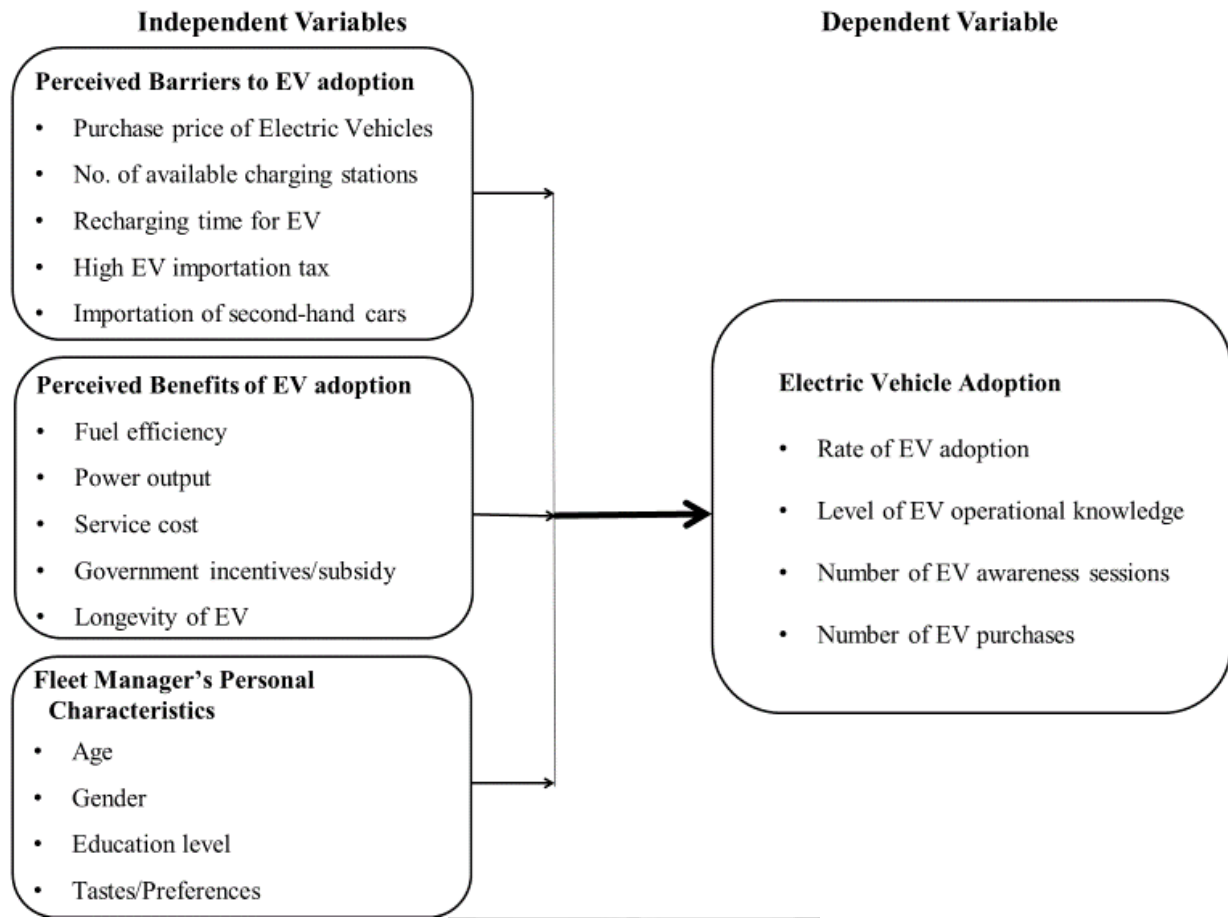 Independent Variables
Dependent Variable
Perceived Barriers to EV adoption
• Purchase price of Electric Vehicles
• No. of available charging stations
• Recharging time for EV
• High EV importation tax
• Importation of second-hand cars
Perceived Benefits of EV adoption
• Fuel efficiency
• Power output
• Service cost
• Government incentives/subsidy
• Longevity of EV
Fleet Manager’s Personal
Characteristics
• Age
• Gender
• Education level
• Tastes/Preferences
Electric Vehicle Adoption
• Rate of EV adoption
• Level of EV operational knowledge
• Number of EV awareness sessions
• Number of EV purchases